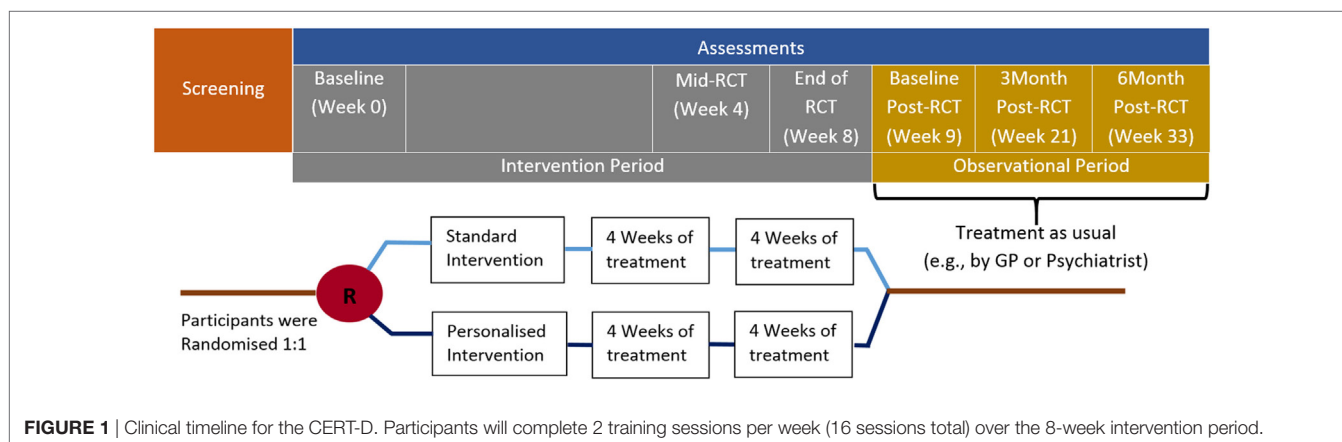 Screening
Assessments
Baseline
(Week 0)
Mid-RCT
(Week 4)
End of
RCT
(Week 8)
Baseline
Post-RCT
(Week 9)
3Month
Post-RCT
(Week 21)
6Month
Post-RCT
(Week 33)
Intervention Period
Observational Period
Standard
Intervention
4 Weeks of
treatment
4 Weeks of
treatment
Treatment as usual
(e.g., by GP or Psychiatrist)
R
Participants were
Randomised 1:1
Personalised
Intervention
4 Weeks of
treatment
4 Weeks of
treatment
FIGURE 1 | Clinical timeline for the CERT-D. Participants will complete 2 training sessions per week (16 sessions total) over the 8-week intervention period.